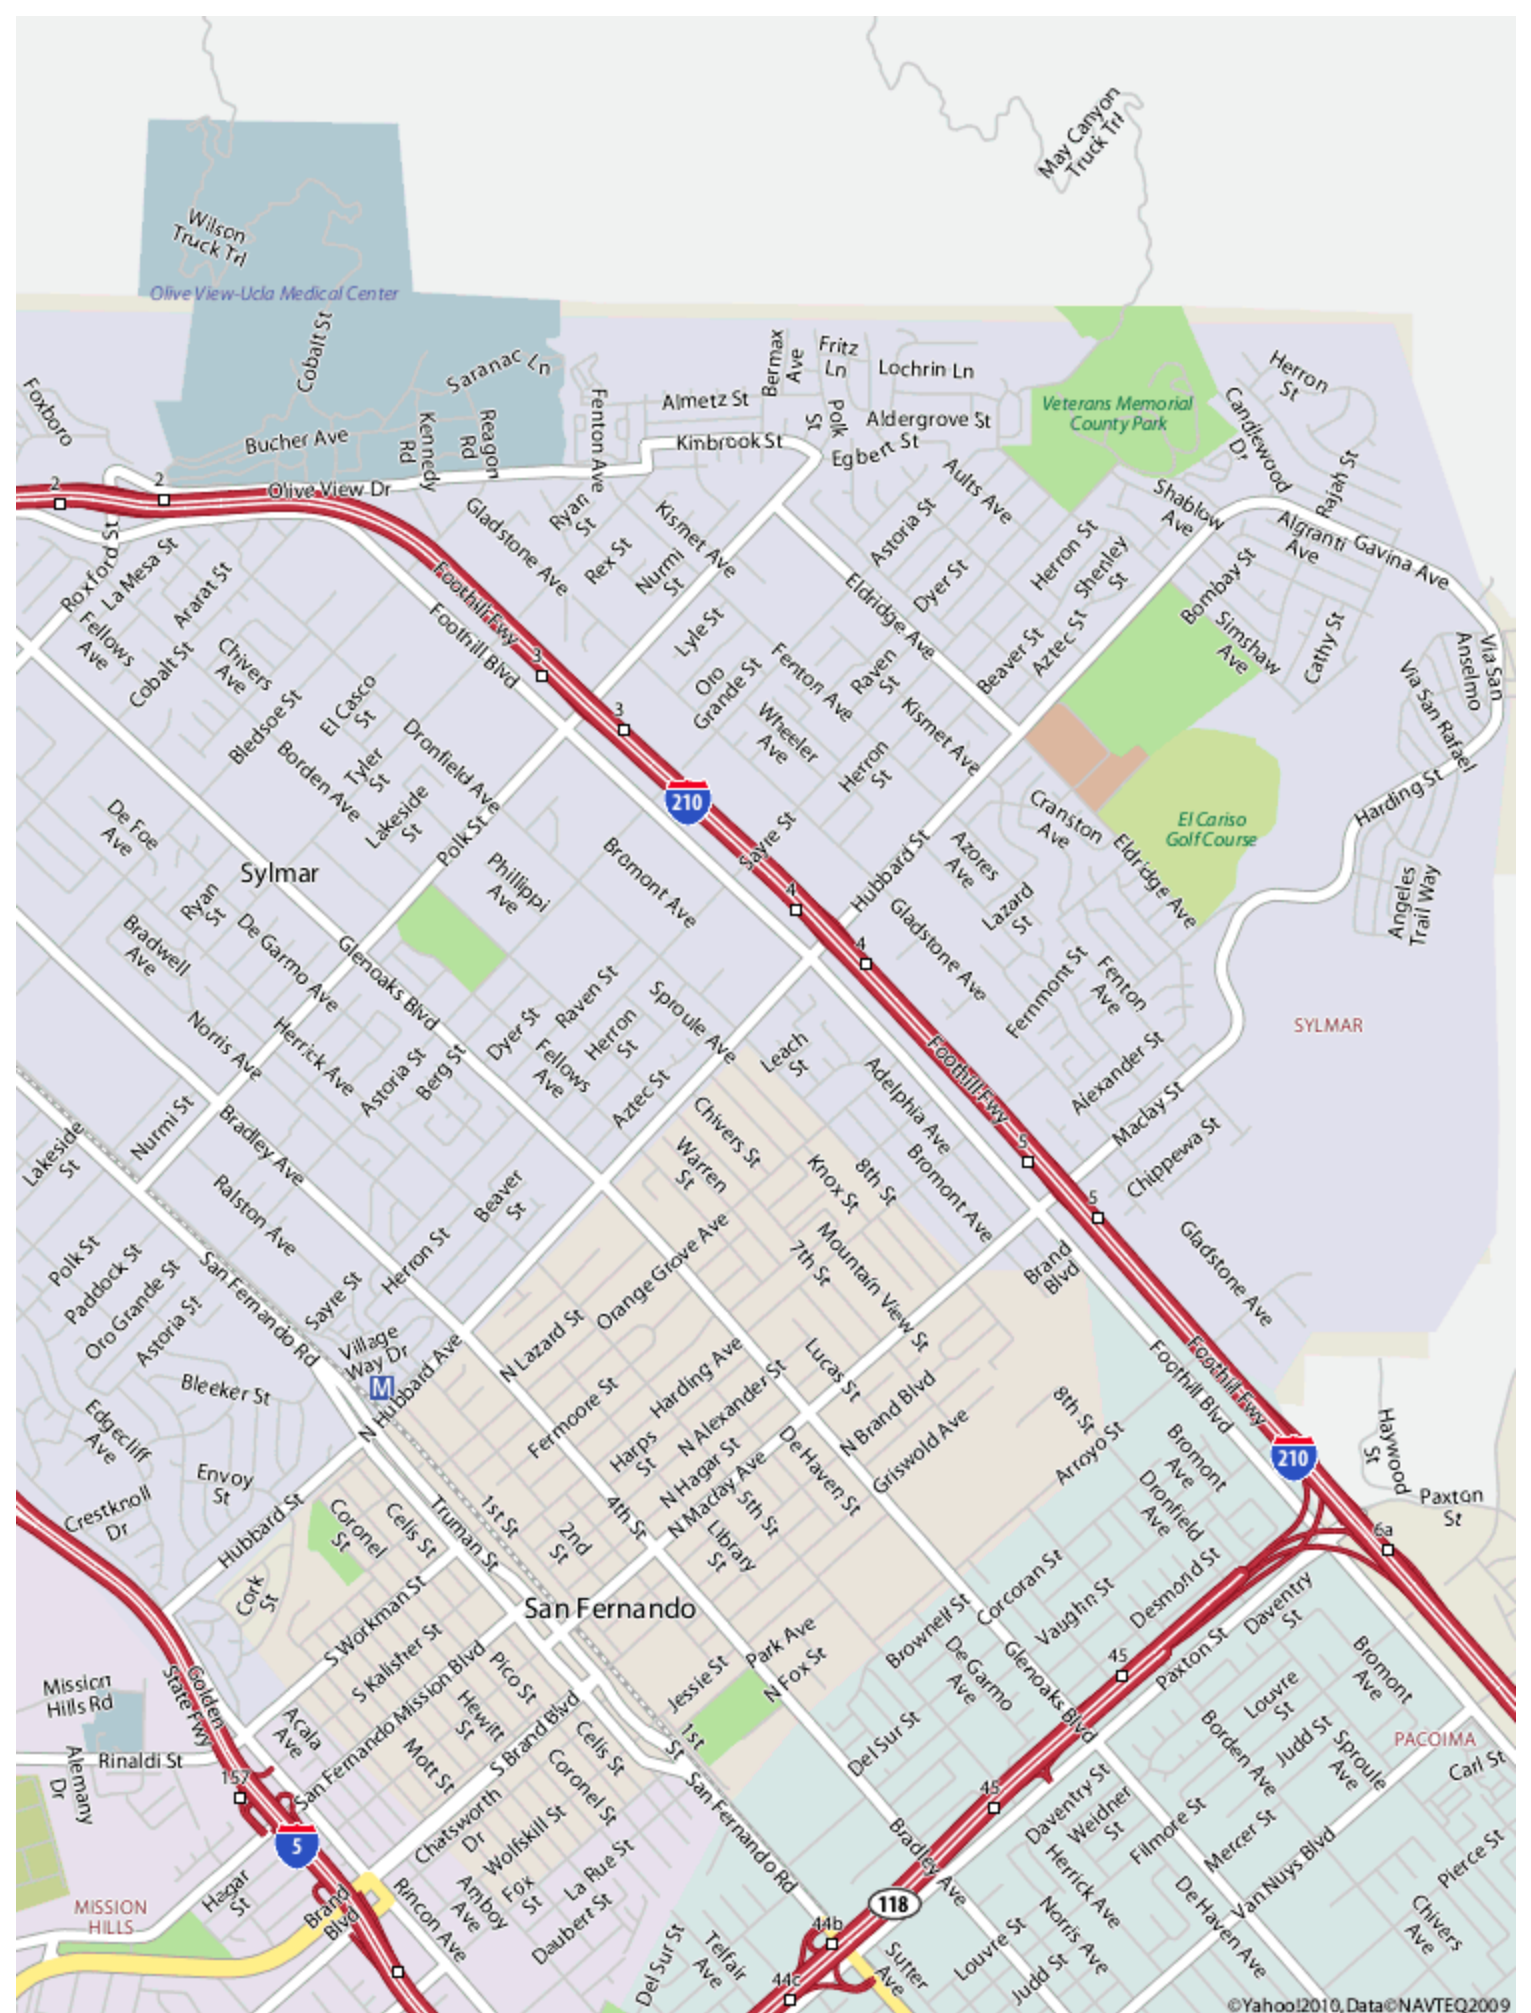 May Canyon
Truck Trl
Wilson
Truck Trl
Olive View-Ucla Medical Center
Cobalt St
Saranac Ln
Bermax
Ave
Fritz
Ln
Lochrin Ln
Herron
St
Foxboro
Fenton Ave
Almetz St
Polk
St
Aldergrove St
Veterans Memorial
County Park
Candlewood
Dr
Bucher Ave
Kennedy
Rd
Reagon
Rd
Kinbrook St
Egbert St
Rajah St
2
2
Olive View Dr
Aults Ave
Shablow
Ave
Algranti
Ave
Gavina Ave
Gladstone Ave
Ryan
St
Kismet Ave
Astoria St
Roxford St
La Mesa St
Ararat St
Rex St
Nurmi
St
Dyer St
Herron St
Shenley
St
Bombay St
Foothill Fwy
Foothill Blvd
Eldridge Ave
Fellows
Ave
Cobalt St
Chivers
Ave
3
Lyle St
Fenton Ave
Raven
St
Beaver St
Aztec St
Simshaw
Ave
Cathy St
Via San
Anselmo
Via San Rafael
El Casco
St
Bledsoe St
Oro
Grande St
3
Wheeler
Ave
Kismet Ave
Herron
St
Dronfield Ave
Borden Ave
Tyler
St
210
Harding St
Lakeside
St
De Foe
Ave
Polk St
Sayre St
Hubbard St
Cranston
Ave
El Cariso
Golf Course
Sylmar
Phillippi
Ave
Bromont Ave
4
Azores
Ave
Eldridge Ave
Ryan
St
Lazard
St
Angeles
Trail Way
Bradwell
Ave
De Garmo Ave
Glenoaks Blvd
4
Gladstone Ave
Fenton
Ave
Fernmont St
Norris Ave
Herrick Ave
Raven St
Sproule Ave
SYLMAR
Dyer St
Herron
St
Leach
St
Fellows
Ave
Astoria St
Berg St
Aztec St
Foothill Fwy
Adelphia Ave
Alexander St
Maclay St
Lakeside
St
Nurmi St
Bradley Ave
Chivers St
Warren
St
Knox St
8th St
Bromont Ave
5
Chippewa St
5
Ralston Ave
Beaver
St
Polk St
Paddock St
Oro Grande St
Astoria St
San Fernando Rd
Herron St
Sayre St
Orange Grove Ave
7th St
Mountain View St
Brand
Blvd
Gladstone Ave
Village
Way Dr
M
N Hubbard Ave
N Lazard St
Harding Ave
Lucas St
Foothill Blvd
Foothill Fwy
Bleeker St
Edgecliff
Ave
Fermoore St
N Alexander St
N Brand Blvd
8th St
Arroyo St
Haywood
St
Envoy
St
Harps
St
N Hagar St
De Haven St
Griswold Ave
Bromont
Ave
210
Crestknoll
Dr
Hubbard St
Coronel
St
Celis St
Truman St
1st St
4th St
N Maclay Ave
5th St
Dronfield
Ave
Paxton
St
6a
2nd
St
Library
St
Cork
St
S Workman St
San Fernando
Brownell St
Corcoran St
Vaughn St
Desmond St
Daventry
St
S Kalisher St
Park Ave
De Garmo
Ave
Glenoaks Blvd
45
Paxton St
Bromont
Ave
Mission
Hills Rd
Golden
State Fwy
Pico St
Jessie St
N Fox St
Louvre
St
San Fernando Mission Blvd
Hewitt
St
S Brand Blvd
1st
St
Del Sur St
Borden Ave
Judd St
Sproule
Ave
PACOIMA
Carl St
Acala
Ave
Rinaldi St
Mott St
Celis St
Coronel St
Alemany
Dr
157
San Fernando Rd
45
Daventry St
Weidner
St
5
Chatsworth
Dr
Wolfskill St
Filmore St
Mercer St
Bradley Ave
Herrick Ave
Van Nuys Blvd
Pierce St
La Rue St
Fox
St
Hagar
St
Amboy
Ave
118
De Haven Ave
MISSION
HILLS
Brand
Blvd
Rincon Ave
Daubert St
44b
Norris Ave
Chivers
Ave
Del Sur St
Telfair
Ave
Sutter
Ave
Louvre St
Judd St
44c
©Yahoo!2010,Data©NAVTEQ2009